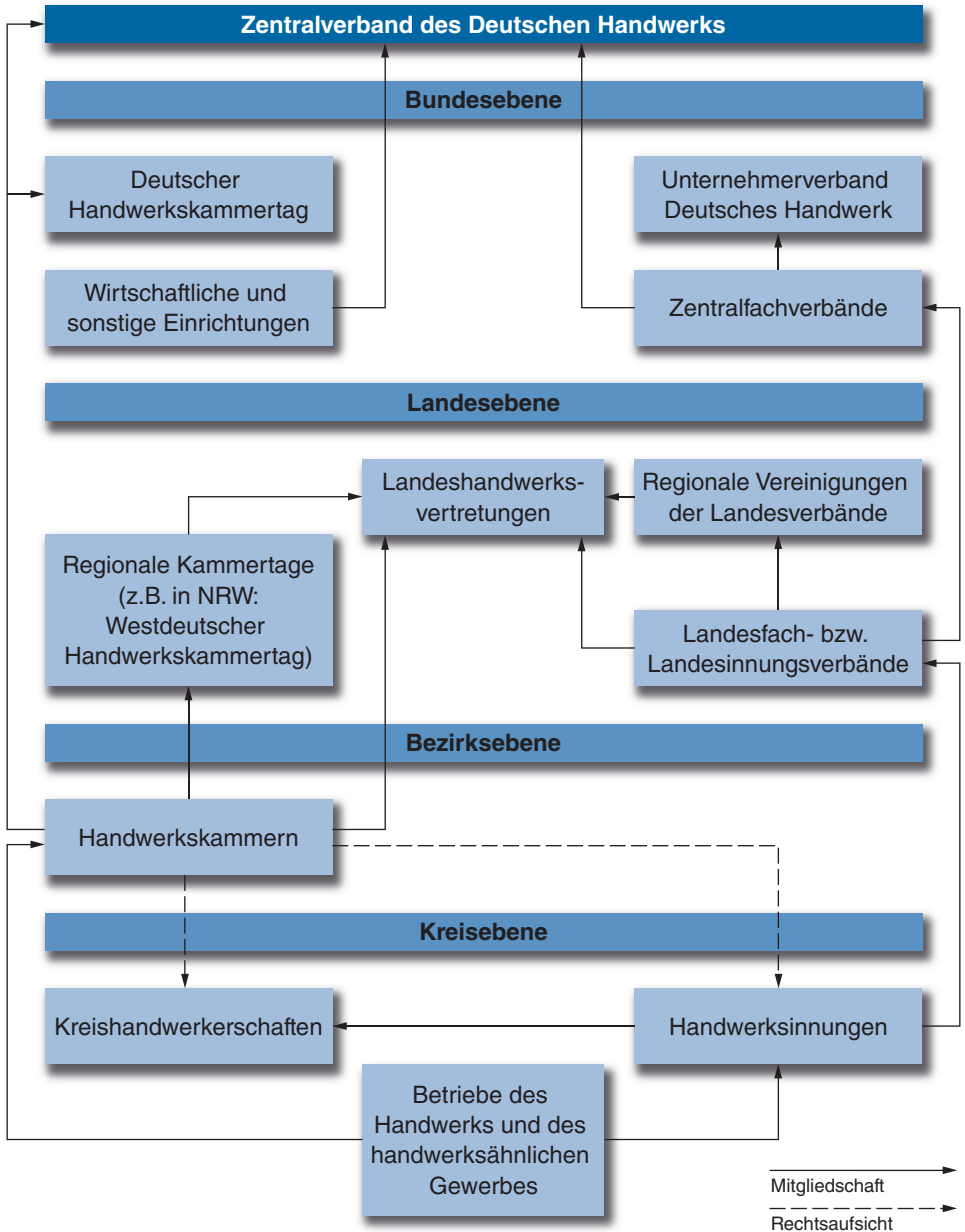 Zentralverband des Deutschen Handwerks
Bundesebene
Deutscher
Handwerkskammertag
Unternehmerverband
Deutsches Handwerk
Wirtschaftliche und
sonstige Einrichtungen
Zentralfachverbände
Landesebene
Landeshandwerks-
vertretungen
Regionale Vereinigungen
der Landesverbände
Regionale Kammertage
(z.B. in NRW:
Westdeutscher
Handwerkskammertag)
Landesfach- bzw.
Landesinnungsverbände
Bezirksebene
Handwerkskammern
Kreisebene
Kreishandwerkerschaften
Handwerksinnungen
Betriebe des
Handwerks und des
handwerksähnlichen
Gewerbes
Mitgliedschaft
Rechtsaufsicht